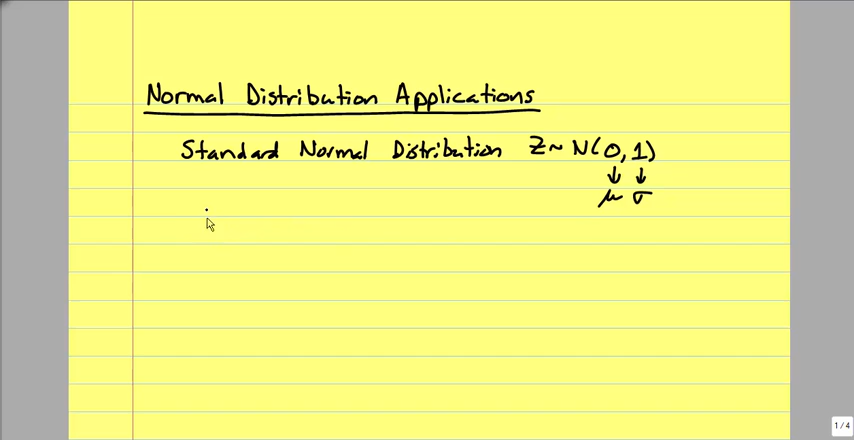 Normal Distribution Applications
Standard Normal Distribution Z~ N(0,1)
↓ ↓
μ σ
1/4